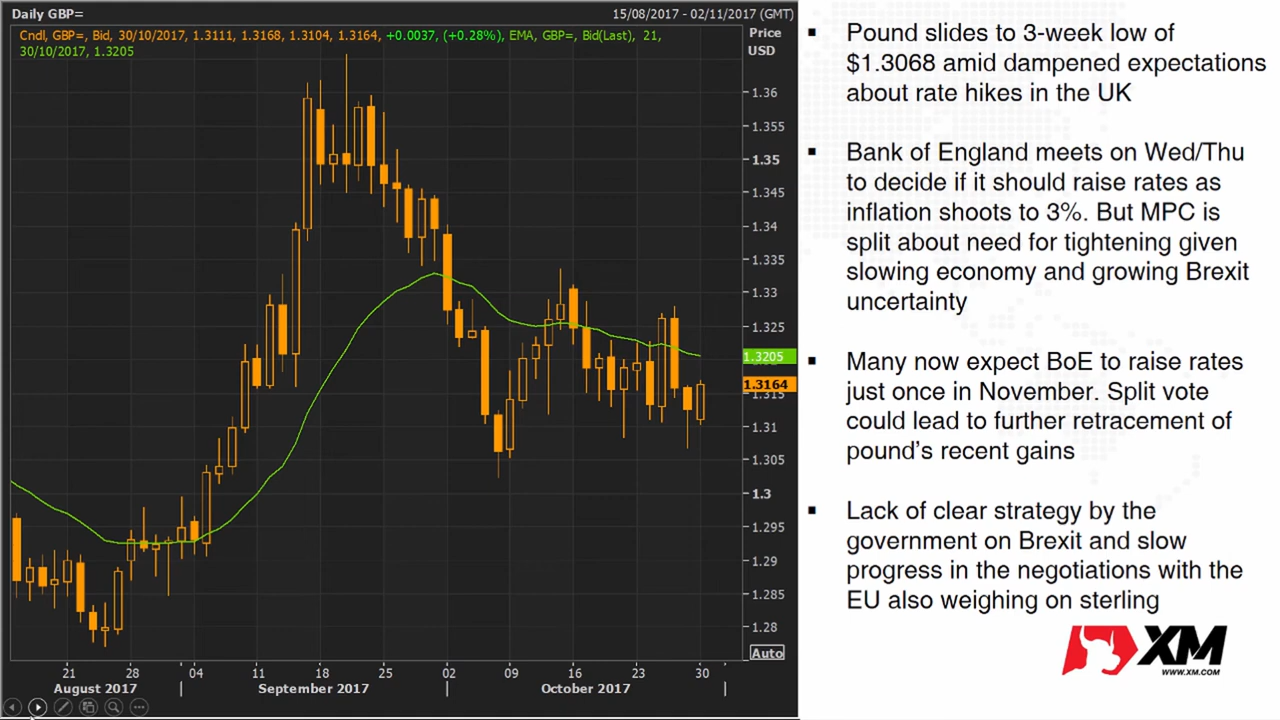 Daily GBP=
15/08/2017 - 02/11/2017 (GMT)
Cndl, GBP=, Bid, 30/10/2017, 1.3111, 1.3168, 1.3104, 1.3164, +0.0037, (+0.28%), EMA, GBP=, Bid(Last), 21,
30/10/2017, 1.3205
Price
USD
1.36
1.355
1.35
1.345
1.34
1.335
1.33
1.325
1.3205
1.3164
1.315
1.31
1.305
1.3
1.295
1.29
1.285
1.28
Auto
21 28 04 11 18 25 02 09 16 23 30
August 2017 September 2017 October 2017
▪ Pound slides to 3-week low of
$1.3068 amid dampened expectations
about rate hikes in the UK
▪ Bank of England meets on Wed/Thu
to decide if it should raise rates as
inflation shoots to 3%. But MPC is
split about need for tightening given
slowing economy and growing Brexit
uncertainty
▪ Many now expect BoE to raise rates
just once in November. Split vote
could lead to further retracement of
pound's recent gains
▪ Lack of clear strategy by the
government on Brexit and slow
progress in the negotiations with the
EU also weighing on sterling
XM
WWW.XM.COM